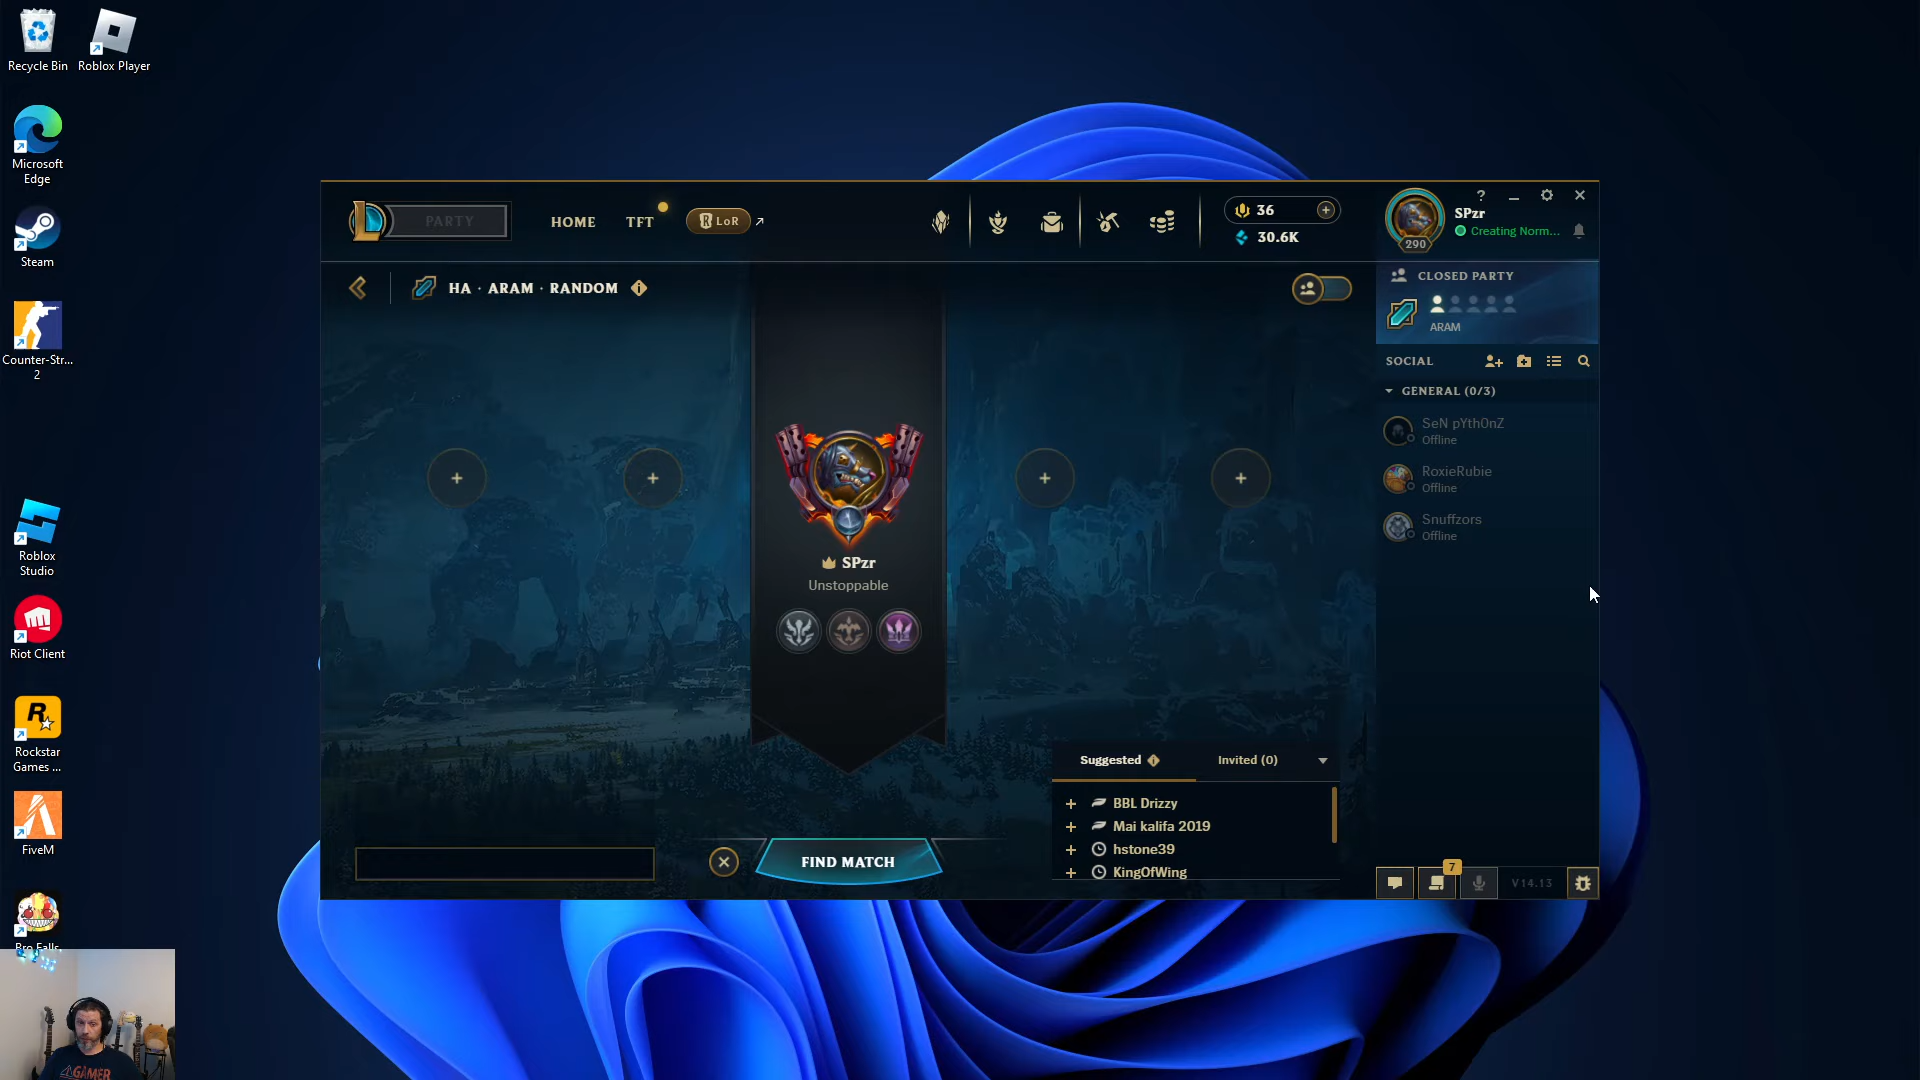 Recycle Bin
Roblox Player
Microsoft
Edge
Steam
Counter-Str...
2
Roblox
Studio
Riot Client
Rockstar
Games ...
FiveM
Bro Falls
PARTY
HOME
TFT
LoR
36
30.6K
290
SPzr
Creating Norm...
HA · ARAM · RANDOM
CLOSED PARTY
ARAM
SOCIAL
GENERAL (0/3)
SeN pYthOnZ
Offline
RoxieRubie
Offline
Snuffzors
Offline
SPzr
Unstoppable
Suggested
Invited (0)
BBL Drizzy
Mai kalifa 2019
hstone39
KingOfWing
FIND MATCH
7
V14.13
GAMER